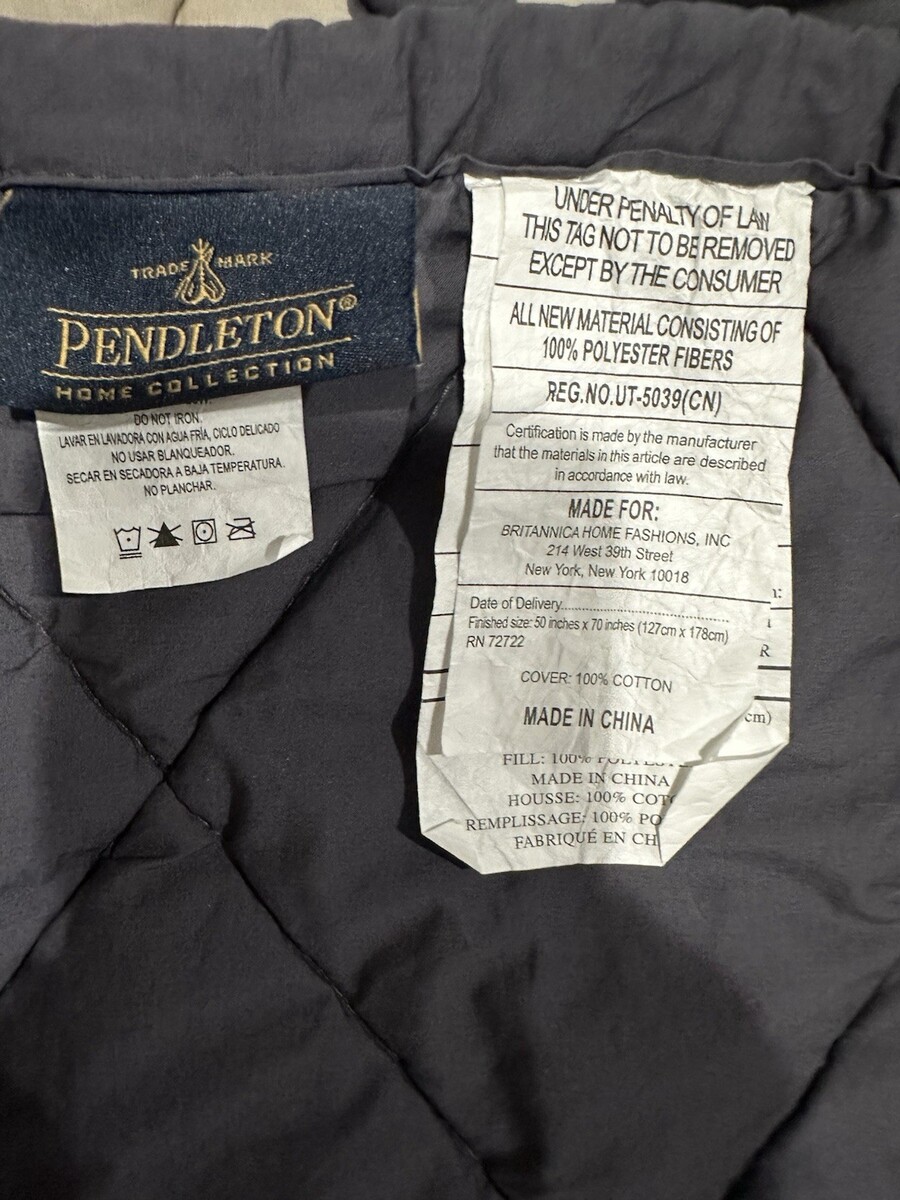 TRADE MARK
PENDLETON®
HOME COLLECTION
DO NOT IRON.
LAVAR EN LAVADORA CON AGUA FRÍA, CICLO DELICADO
NO USAR BLANQUEADOR.
SECAR EN SECADORA A BAJA TEMPERATURA.
NO PLANCHAR.
UNDER PENALTY OF LAW
THIS TAG NOT TO BE REMOVED
EXCEPT BY THE CONSUMER
ALL NEW MATERIAL CONSISTING OF
100% POLYESTER FIBERS
REG.NO.UT-5039(CN)
Certification is made by the manufacturer
that the materials in this article are described
in accordance with law.
MADE FOR:
BRITANNICA HOME FASHIONS, INC
214 West 39th Street
New York, New York 10018
Date of Delivery..........................................
Finished size: 50 inches x 70 inches (127cm x 178cm)
RN 72722
COVER: 100% COTTON
MADE IN CHINA
R
cm)
FILL: 100%
MADE IN CHINA
HOUSSE: 100% COT
REMPLISSAGE: 100% PO
FABRIQUÉ EN CH